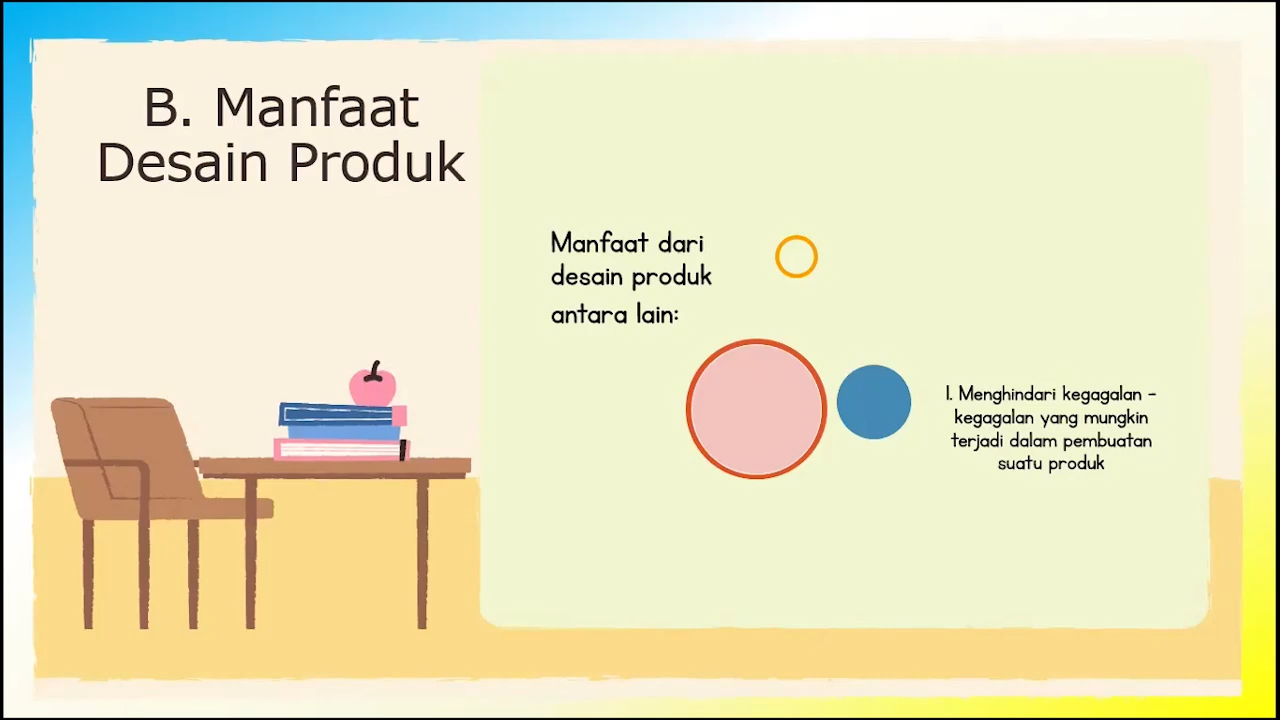 B. Manfaat
Desain Produk
Manfaat dari
desain produk
antara lain:
1. Menghindari kegagalan -
kegagalan yang mungkin
terjadi dalam pembuatan
suatu produk